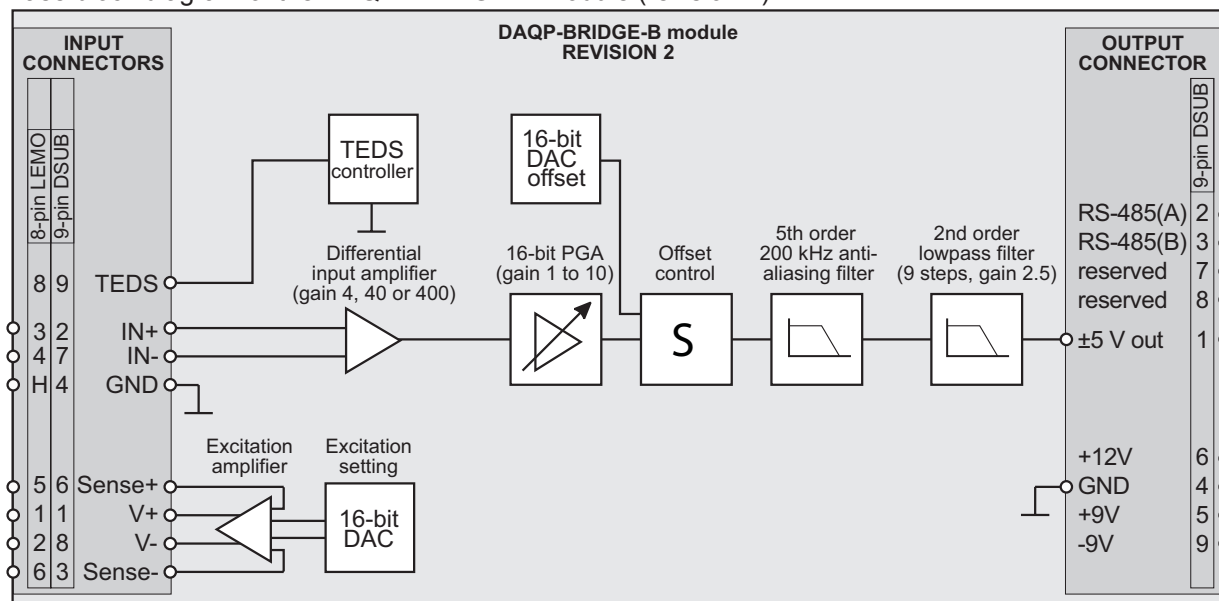 DAQP-BRIDGE-B module
REVISION 2
INPUT
CONNECTORS
8-pin LEMO
9-pin DSUB
8 9 TEDS
3 2 IN+
4 7 IN-
H 4 GND
5 6 Sense+
1 1 V+
2 8 V-
6 3 Sense-
TEDS
controller
16-bit
DAC
offset
Differential
input amplifier
(gain 4, 40 or 400)
16-bit PGA
(gain 1 to 10)
Offset
control
S
5th order
200 kHz anti-
aliasing filter
2nd order
lowpass filter
(9 steps, gain 2.5)
Excitation
amplifier
Excitation
setting
16-bit
DAC
OUTPUT
CONNECTOR
9-pin DSUB
RS-485(A) 2
RS-485(B) 3
reserved 7
reserved 8
±5 V out 1
+12V 6
GND 4
+9V 5
-9V 9